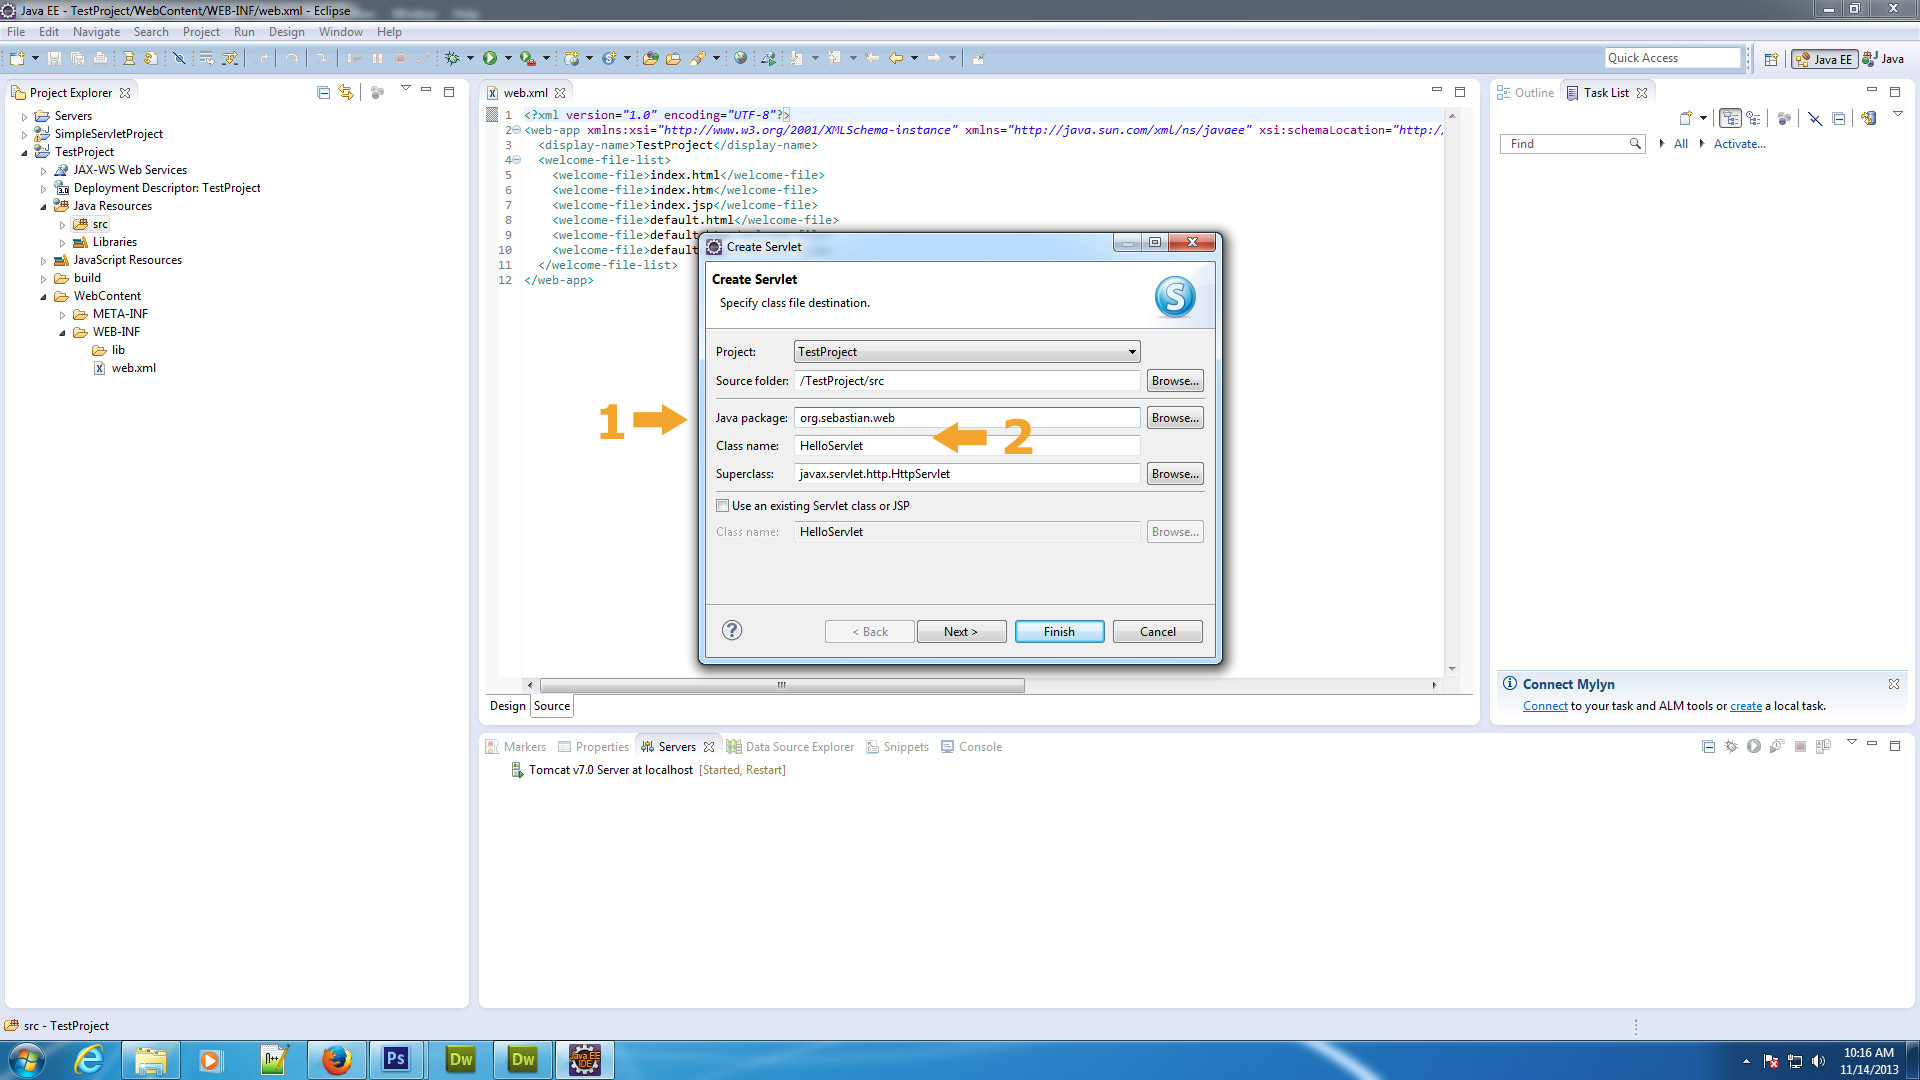 Java EE - TestProject/WebContent/WEB-INF/web.xml - Eclipse
File Edit Navigate Search Project Run Design Window Help
Quick Access
Java EE
Java
Project Explorer
Servers
SimpleServletProject
TestProject
JAX-WS Web Services
3.0 Deployment Descriptor: TestProject
Java Resources
src
Libraries
JavaScript Resources
build
WebContent
META-INF
WEB-INF
lib
web.xml
web.xml
1 <?xml version="1.0" encoding="UTF-8"?>
2 <web-app xmlns:xsi="http://www.w3.org/2001/XMLSchema-instance" xmlns="http://java.sun.com/xml/ns/javaee" xsi:schemaLocation="http:/
3 <display-name>TestProject</display-name>
4 <welcome-file-list>
5 <welcome-file>index.html</welcome-file>
6 <welcome-file>index.htm</welcome-file>
7 <welcome-file>index.jsp</welcome-file>
8 <welcome-file>default.html</welcome-file>
9 <welcome-file>default
10 <welcome-file>default
11 </welcome-file-list>
12 </web-app>
Create Servlet
Create Servlet
Specify class file destination.
S
Project: TestProject
Source folder: /TestProject/src Browse...
1
Java package: org.sebastian.web Browse...
2
Class name: HelloServlet
Superclass: javax.servlet.http.HttpServlet Browse...
Use an existing Servlet class or JSP
Class name: HelloServlet Browse...
? < Back Next > Finish Cancel
Design Source
Outline Task List
Find
All Activate...
Connect Mylyn
Connect to your task and ALM tools or create a local task.
Markers Properties Servers Data Source Explorer Snippets Console
Tomcat v7.0 Server at localhost [Started, Restart]
src - TestProject
Ps
Dw
Dw
Java EE
IDE
10:16 AM
11/14/2013